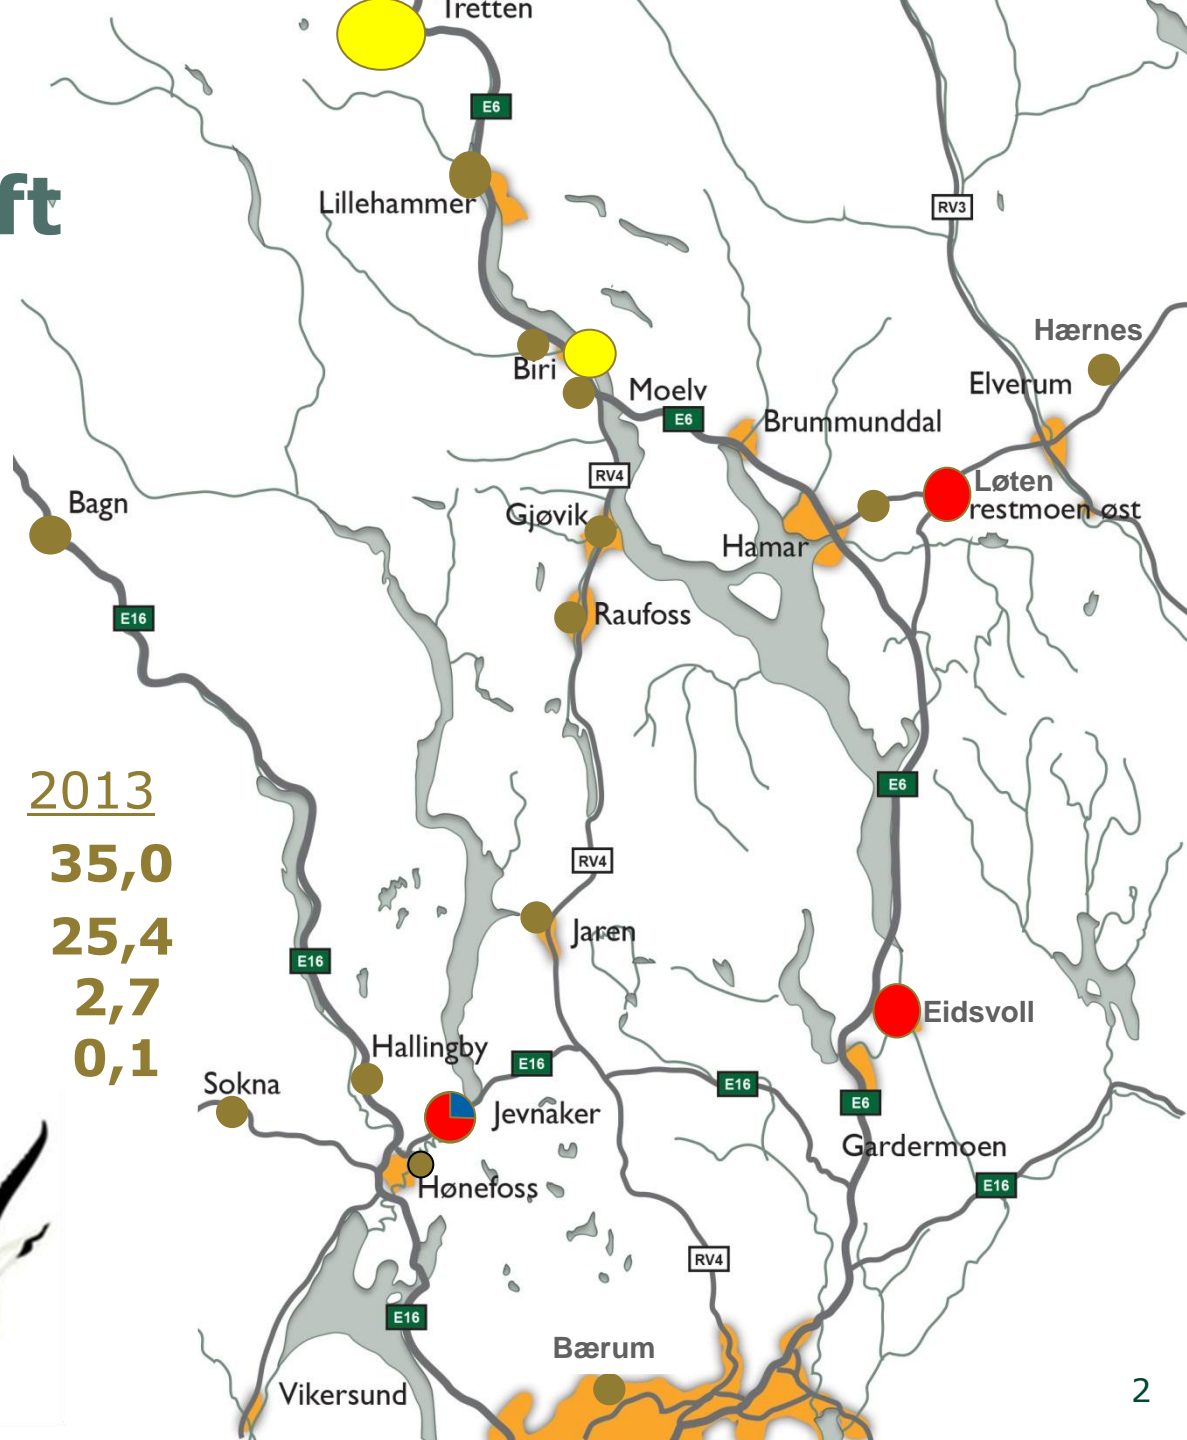 Tretten
E6
ft
Lillehammer
RV3
Hærnes
Biri
Moelv
Elverum
E6
Brummunddal
RV4
Løten
Bagn
Gjøvik
restmoen øst
Hamar
E16
Raufoss
2013
E6
35,0
RV4
25,4
Jaren
E16
2,7
Eidsvoll
0,1
Hallingby
E16
Sokna
E16
E6
Jevnaker
Gardermoen
Hønefoss
E16
RV4
E16
Bærum
Vikersund
2